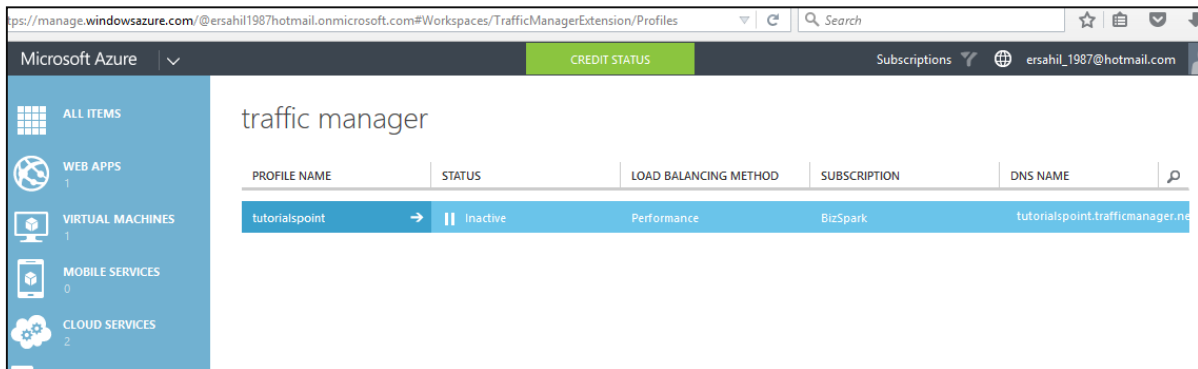 tps://manage.windowsazure.com/@ersahil1987hotmail.onmicrosoft.com#Workspaces/TrafficManagerExtension/Profiles Search
Microsoft Azure CREDIT STATUS Subscriptions ersahil_1987@hotmail.com
ALL ITEMS
WEB APPS
1
VIRTUAL MACHINES
1
MOBILE SERVICES
0
CLOUD SERVICES
2
traffic manager
PROFILE NAME STATUS LOAD BALANCING METHOD SUBSCRIPTION DNS NAME
tutorialspoint Inactive Performance BizSpark tutorialspoint.trafficmanager.ne